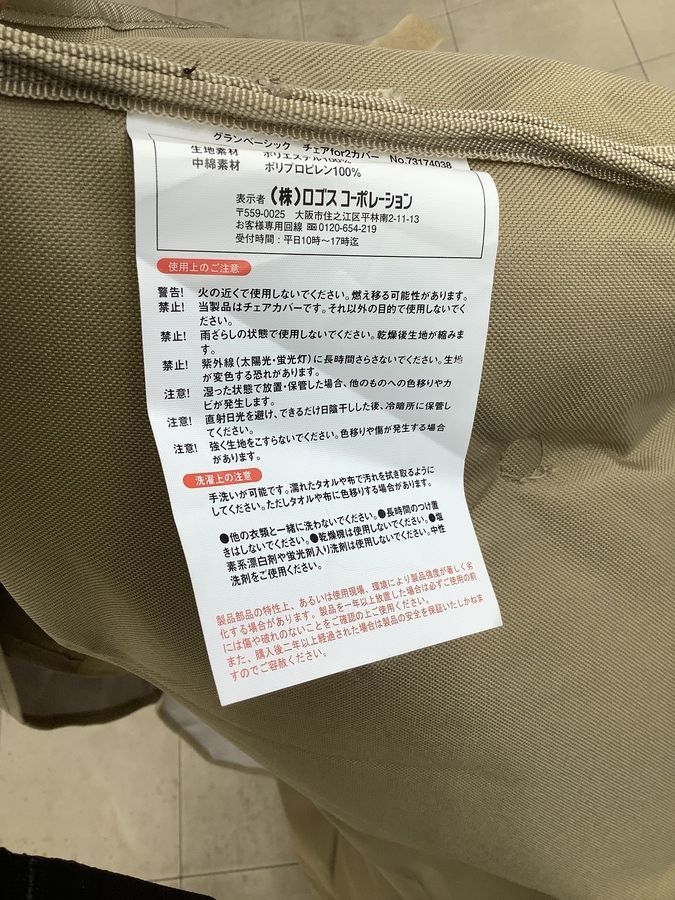 グランベーシック チェアfor2カバー No.73174038
生地素材 ポリエステル100%
中綿素材 ポリプロピレン100%
表示者 (株)ロゴス コーポレーション
〒559-0025 大阪市住之江区平林南2-11-13
お客様専用回線 0120-654-219
受付時間:平日10時〜17時迄
使用上のご注意
警告! 火の近くで使用しないでください。燃え移る可能性があります。
禁止! 当製品はチェアカバーです。それ以外の目的で使用しないでく
ださい。
禁止! 雨ざらしの状態で使用しないでください。乾燥後生地が縮みま
す。
禁止! 紫外線(太陽光・蛍光灯)に長時間さらさないでください。生地
が変色する恐れがあります。
注意! 湿った状態で放置・保管した場合、他のものへの色移りやカ
ビが発生します。
注意! 直射日光を避け、できるだけ日陰干しした後、冷暗所に保管し
てください。
注意! 強く生地をこすらないでください。色移りや傷が発生する場合
があります。
洗濯上の注意
手洗いが可能です。濡れたタオルや布で汚れを拭き取るように
してください。ただしタオルや布に色移りする場合があります。
●他の衣類と一緒に洗わないでください。●長時間のつけ置
きはしないでください。●乾燥機は使用しないでください。●塩
素系漂白剤や蛍光剤入り洗剤は使用しないでください。中性
洗剤をご使用ください。
製品部品の特性上、あるいは使用現場、環境により製品強度が著しく劣
化する場合があります。製品を一年以上放置した場合は必ずご使用の前
には傷や破れのないことをご確認の上ご使用ください。
また、購入後二年以上経過された場合は製品の安全を保証いたしかねま
すのでご容赦ください。